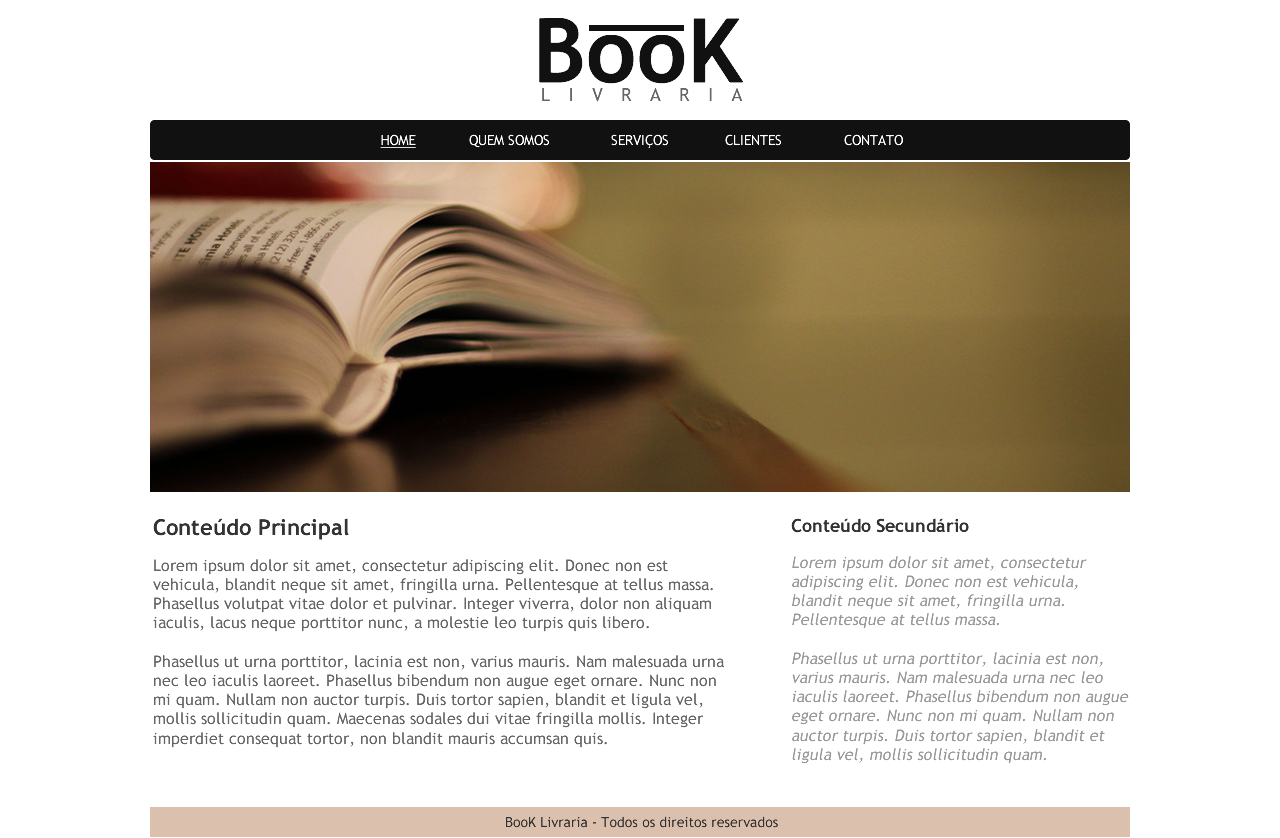 BooK
LIVRARIA
HOME QUEM SOMOS SERVIÇOS CLIENTES CONTATO
TE HOTELS
(212) 320-8050
www.affinia.com
Conteúdo Principal
Lorem ipsum dolor sit amet, consectetur adipiscing elit. Donec non est
vehicula, blandit neque sit amet, fringilla urna. Pellentesque at tellus massa.
Phasellus volutpat vitae dolor et pulvinar. Integer viverra, dolor non aliquam
iaculis, lacus neque porttitor nunc, a molestie leo turpis quis libero.
Phasellus ut urna porttitor, lacinia est non, varius mauris. Nam malesuada urna
nec leo iaculis laoreet. Phasellus bibendum non augue eget ornare. Nunc non
mi quam. Nullam non auctor turpis. Duis tortor sapien, blandit et ligula vel,
mollis sollicitudin quam. Maecenas sodales dui vitae fringilla mollis. Integer
imperdiet consequat tortor, non blandit mauris accumsan quis.
Conteúdo Secundário
Lorem ipsum dolor sit amet, consectetur
adipiscing elit. Donec non est vehicula,
blandit neque sit amet, fringilla urna.
Pellentesque at tellus massa.
Phasellus ut urna porttitor, lacinia est non,
varius mauris. Nam malesuada urna nec leo
iaculis laoreet. Phasellus bibendum non augue
eget ornare. Nunc non mi quam. Nullam non
auctor turpis. Duis tortor sapien, blandit et
ligula vel, mollis sollicitudin quam.
BooK Livraria - Todos os direitos reservados